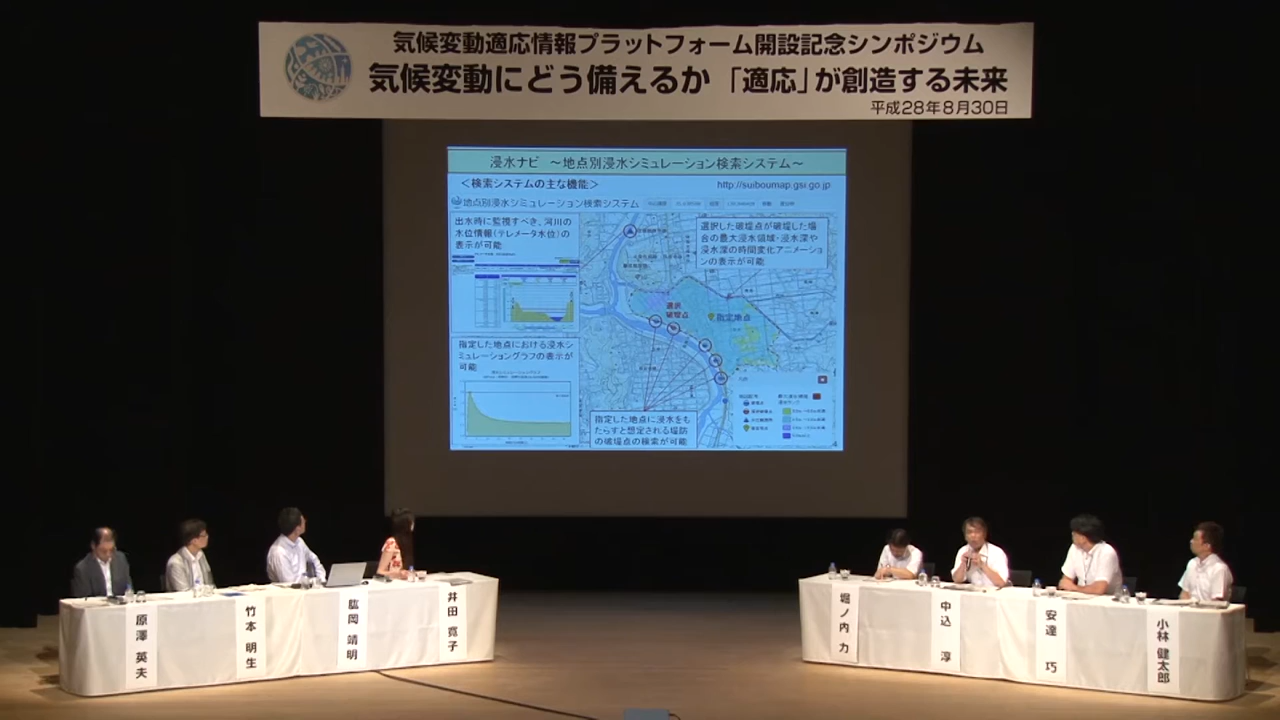 気候変動適応情報プラットフォーム開設記念シンポジウム
気候変動にどう備えるか 「適応」が創造する未来
平成28年8月30日
浸水ナビ ～地点別浸水シミュレーション検索システム～
＜検索システムの主な機能＞
http://suiboumap.gsi.go.jp
地点別浸水シミュレーション検索システム
出水時に監視すべき、河川の
水位情報（テレメータ水位）の
表示が可能
選択した破堤点が破堤した場
合の最大浸水領域・浸水深や
浸水深の時間変化アニメーショ
ンの表示が可能
選択
破堤点
指定地点
指定した地点における浸水シ
ミュレーショングラフの表示が
可能
指定した地点に浸水をも
たらすと想定される堤防
の破堤点の検索が可能
4
原澤 英夫
竹本 明生
肱岡 靖明
井田 寛子
堀ノ内 力
中込 淳
安達 巧
小林 健太郎